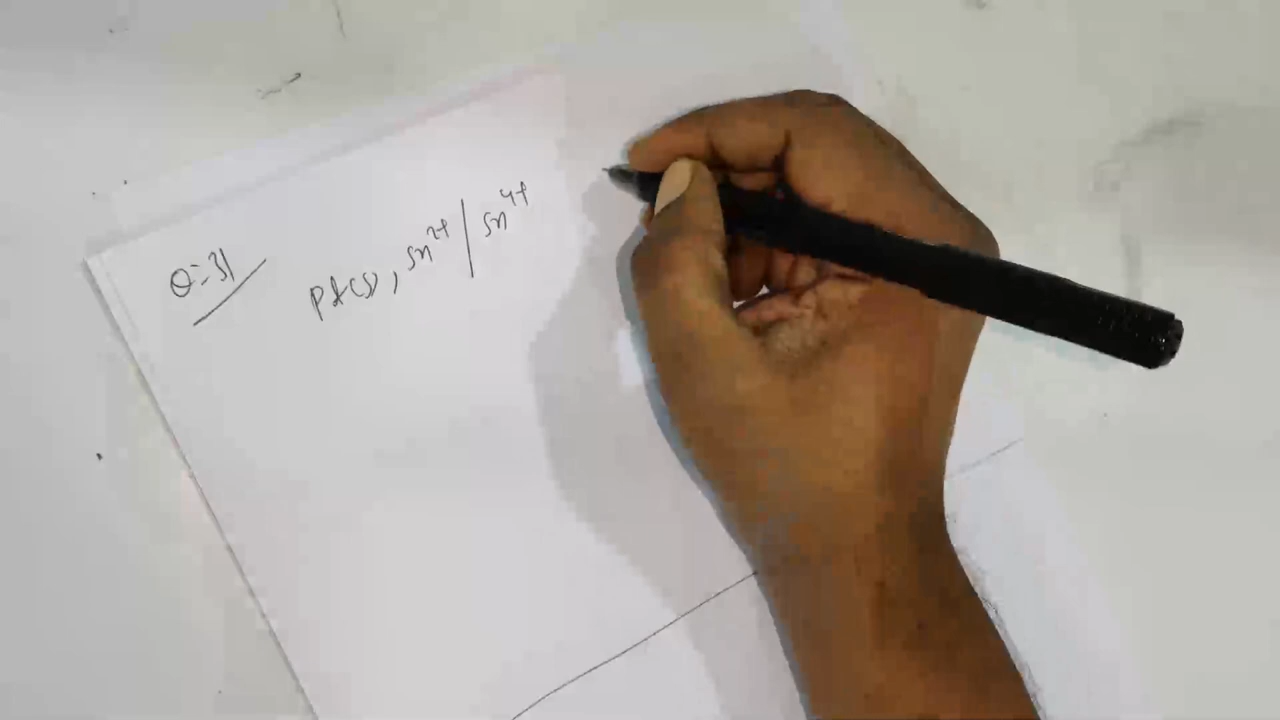 Q:-31
Pt(s), Sn²⁺ | Sn⁴⁺